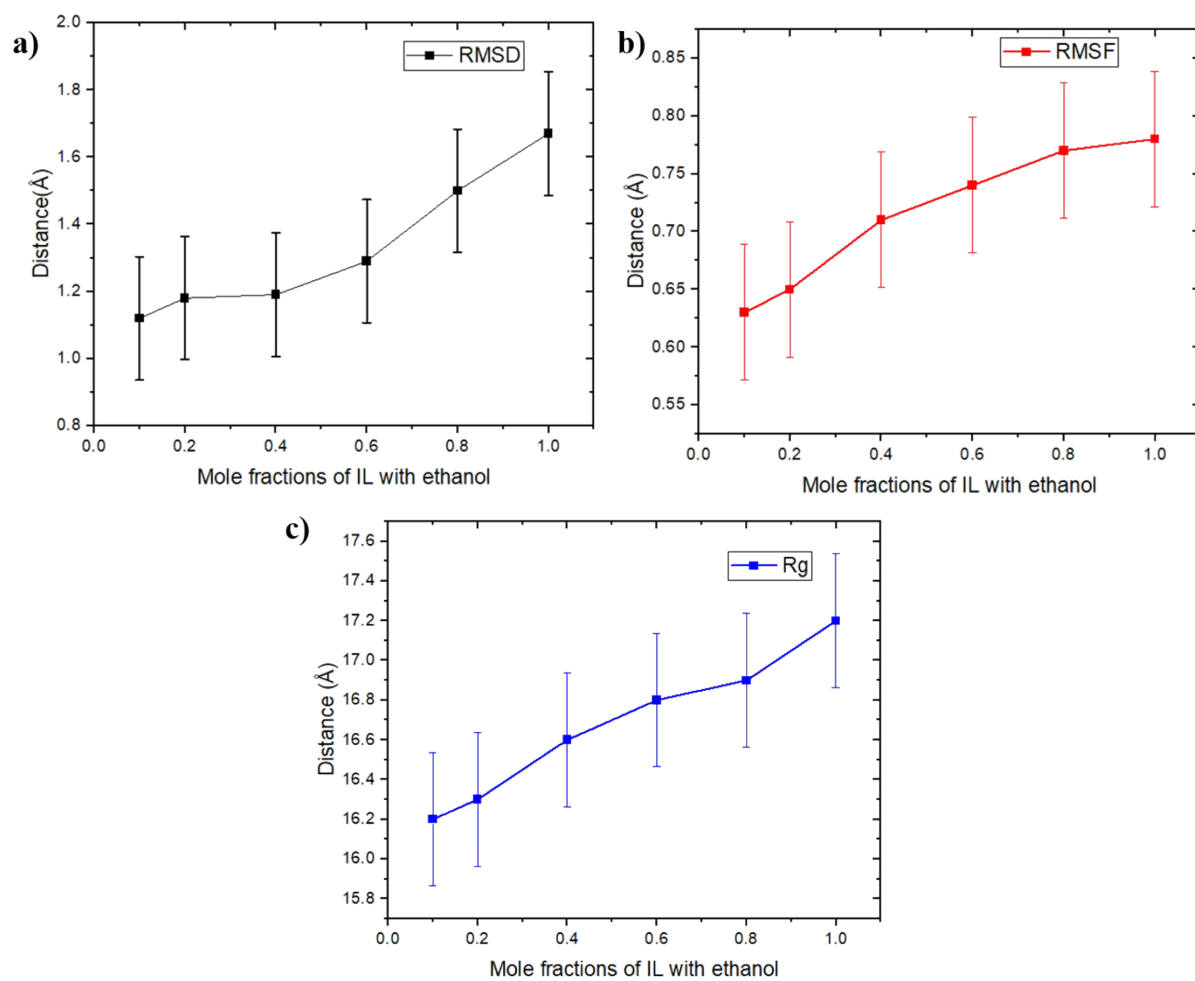 a)
RMSD
2.0
1.8
1.6
1.4
1.2
1.0
0.8
Distance(Å)
0.0 0.2 0.4 0.6 0.8 1.0
Mole fractions of IL with ethanol
b)
RMSF
0.85
0.80
0.75
0.70
0.65
0.60
0.55
Distance (Å)
0.0 0.2 0.4 0.6 0.8 1.0
Mole fractions of IL with ethanol
c)
Rg
17.6
17.4
17.2
17.0
16.8
16.6
16.4
16.2
16.0
15.8
Distance (Å)
0.0 0.2 0.4 0.6 0.8 1.0
Mole fractions of IL with ethanol